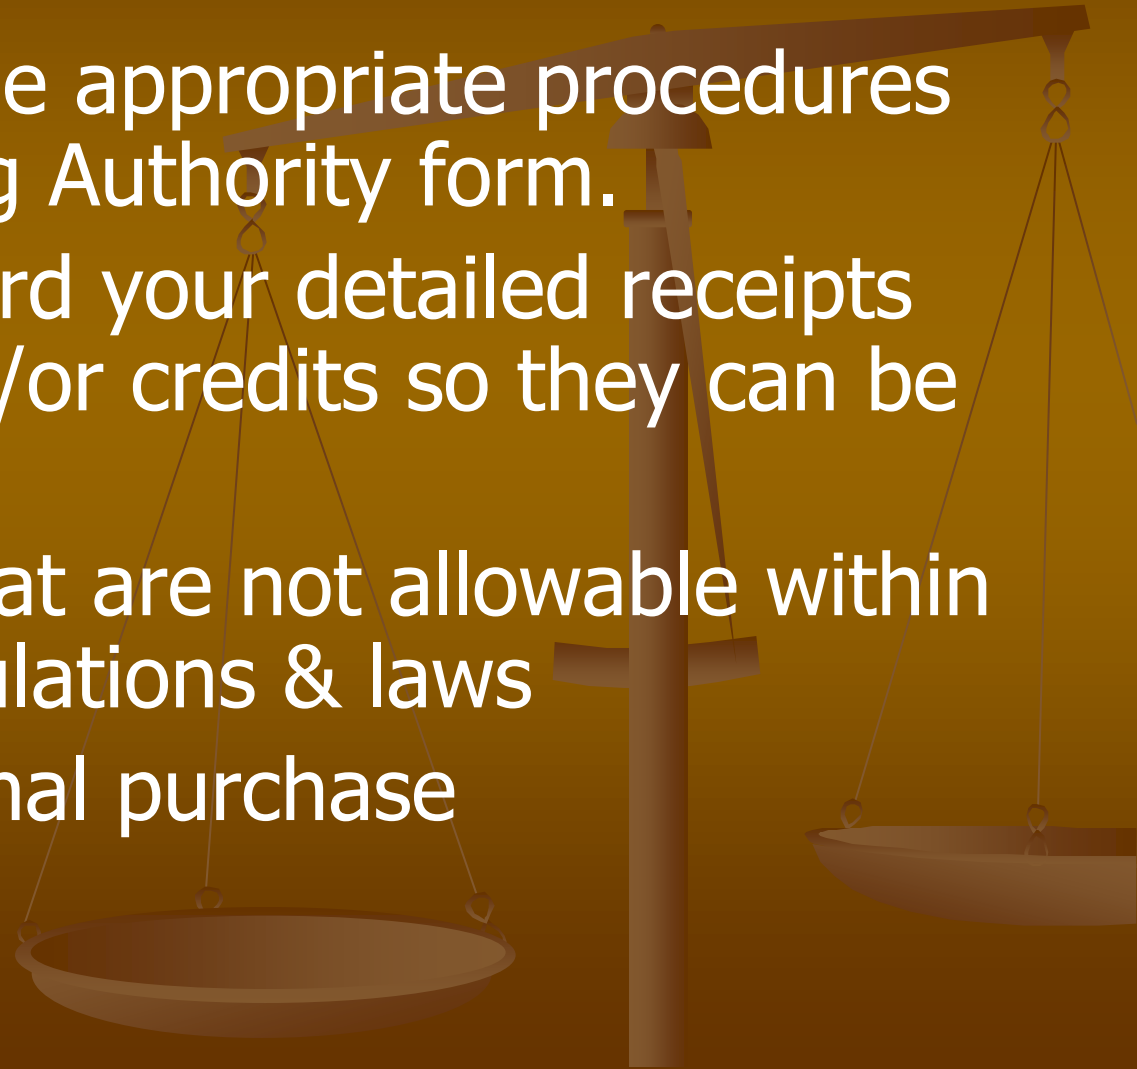 e appropriate procedures
g Authority form.
rd your detailed receipts
/or credits so they can be
at are not allowable within
ulations & laws
nal purchase